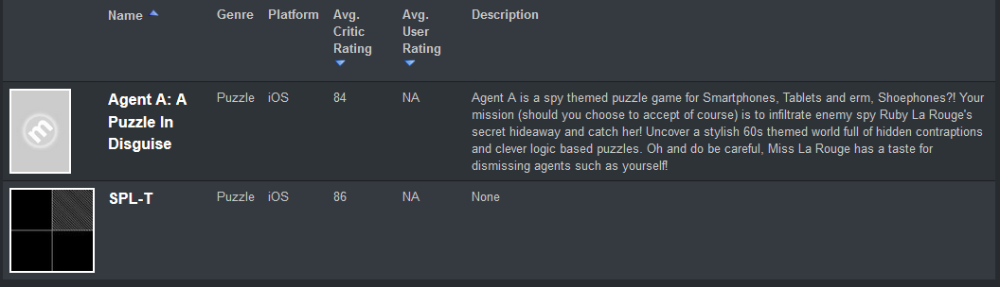 Name Genre Platform Avg. Critic Rating Avg. User Rating Description
Agent A: A Puzzle In Disguise Puzzle iOS 84 NA
Agent A is a spy themed puzzle game for Smartphones, Tablets and erm, Shoephones?! Your
mission (should you choose to accept of course) is to infiltrate enemy spy Ruby La Rouge's
secret hideaway and catch her! Uncover a stylish 60s themed world full of hidden contraptions
and clever logic based puzzles. Oh and do be careful, Miss La Rouge has a taste for
dismissing agents such as yourself!
SPL-T Puzzle iOS 86 NA None